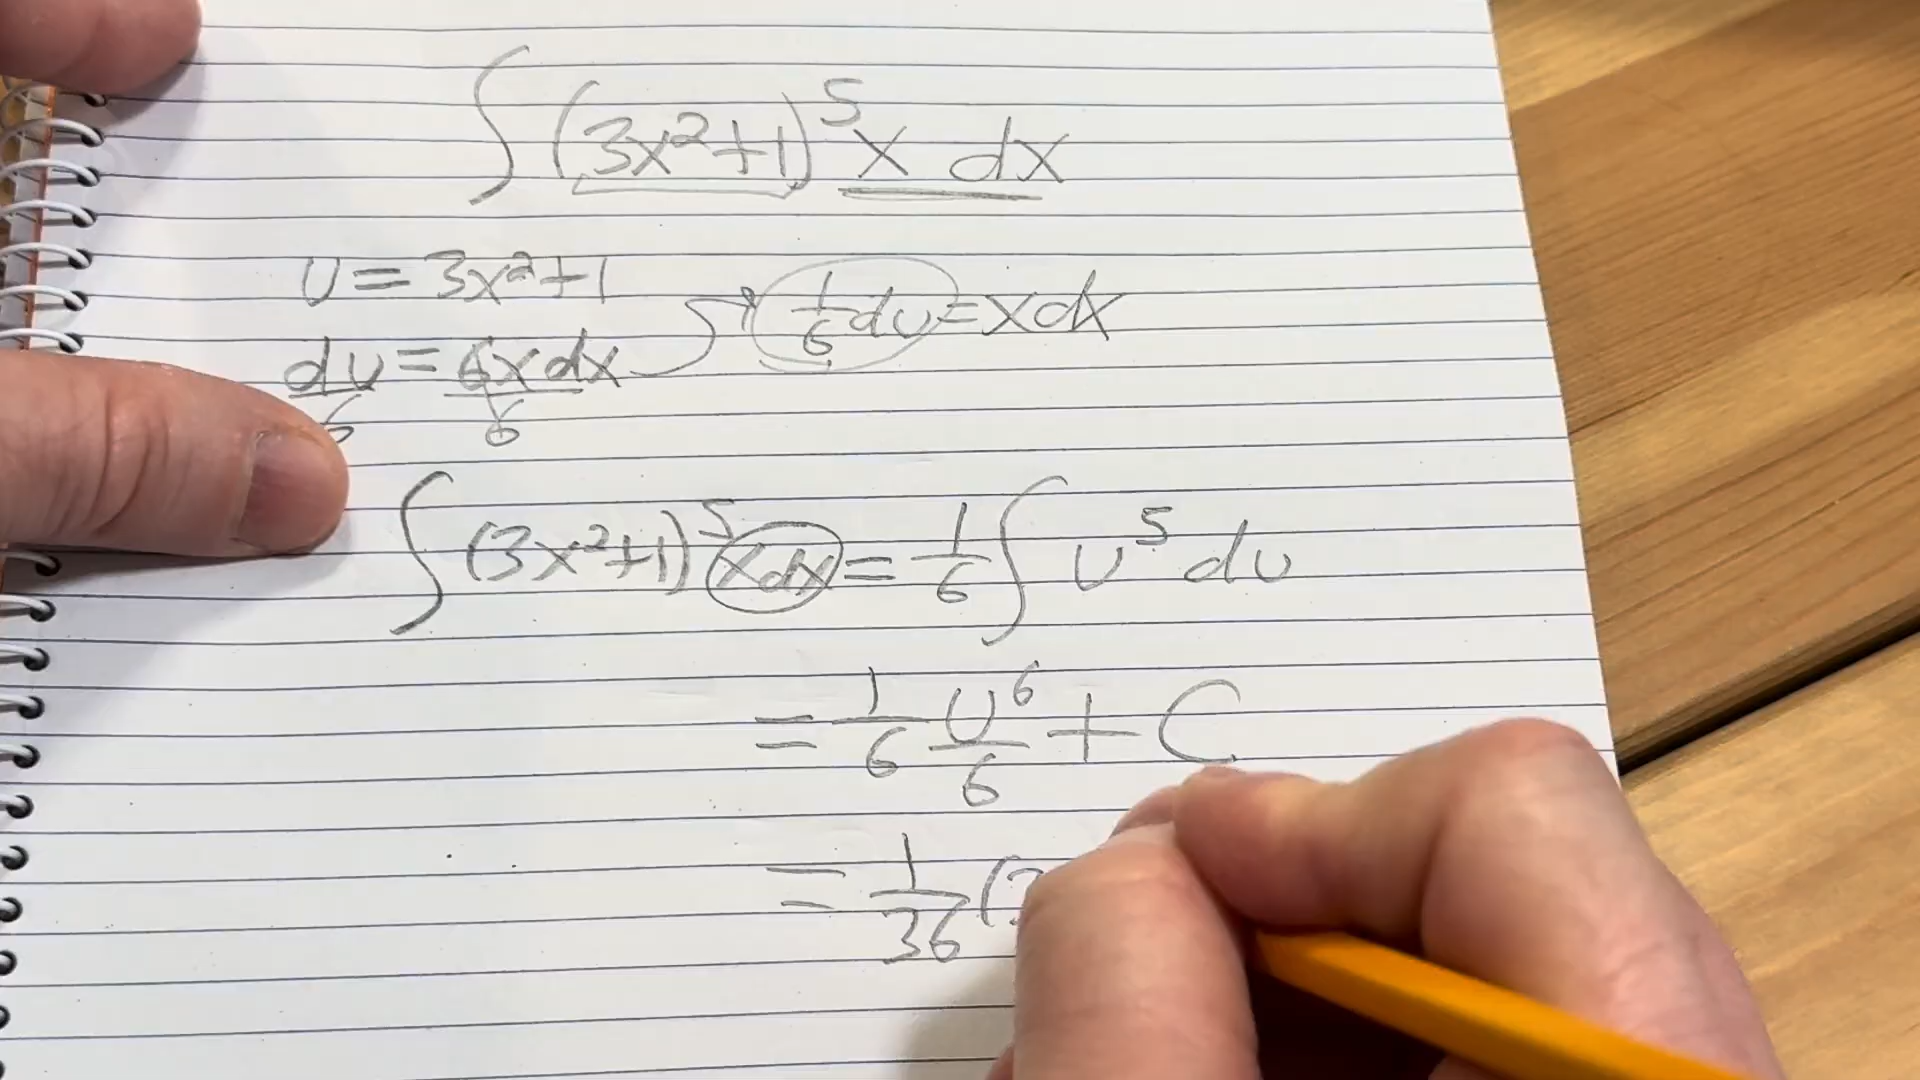 ∫ (3x²+1)⁵ x dx
u = 3x²+1
du/6 = 6x dx/6 → 1/6 du = x dx
∫ (3x²+1)⁵ x dx = 1/6 ∫ u⁵ du
= 1/6 u⁶/6 + C
= 1/36 (3